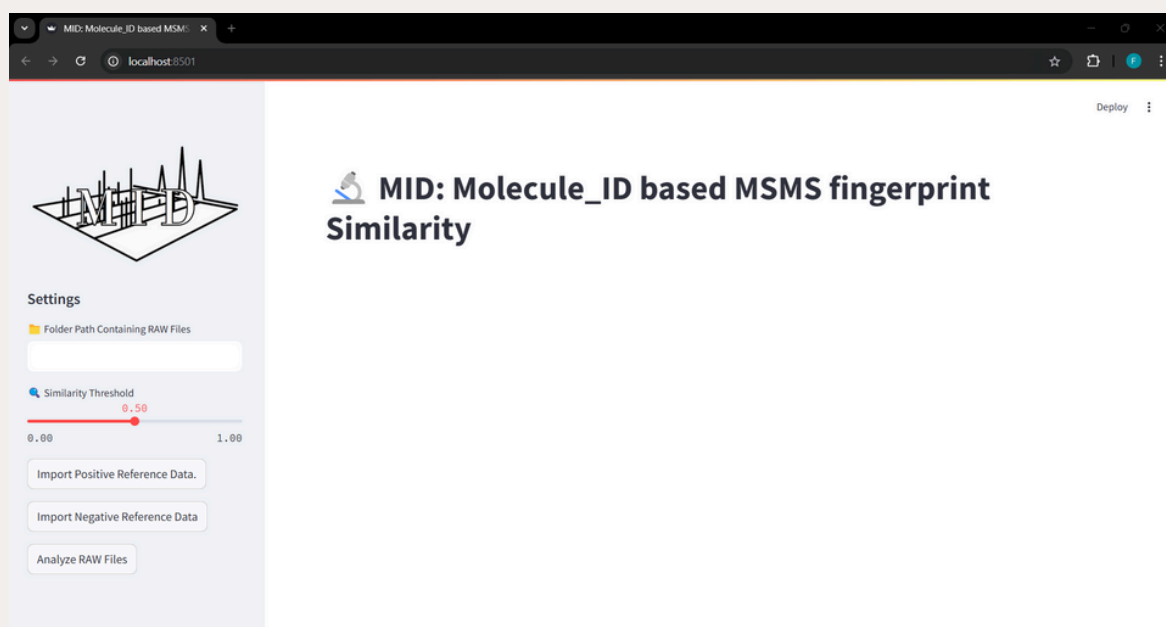 MID: Molecule_ID based MSMS
localhost:8501
F
Deploy
MID
Settings
Folder Path Containing RAW Files
Similarity Threshold
0.50
0.00 1.00
Import Positive Reference Data.
Import Negative Reference Data
Analyze RAW Files
MID: Molecule_ID based MSMS fingerprint
Similarity